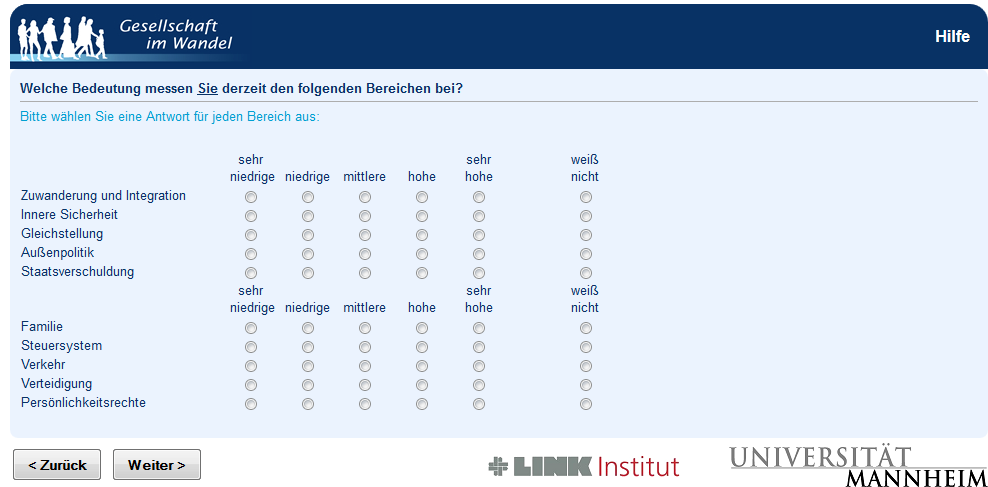 Gesellschaft
im Wandel
Hilfe
Welche Bedeutung messen Sie derzeit den folgenden Bereichen bei?
Bitte wählen Sie eine Antwort für jeden Bereich aus:
sehr sehr weiß
niedrige niedrige mittlere hohe hohe nicht
Zuwanderung und Integration
Innere Sicherheit
Gleichstellung
Außenpolitik
Staatsverschuldung
sehr sehr weiß
niedrige niedrige mittlere hohe hohe nicht
Familie
Steuersystem
Verkehr
Verteidigung
Persönlichkeitsrechte
< Zurück Weiter >
LINK Institut
UNIVERSITÄT
MANNHEIM